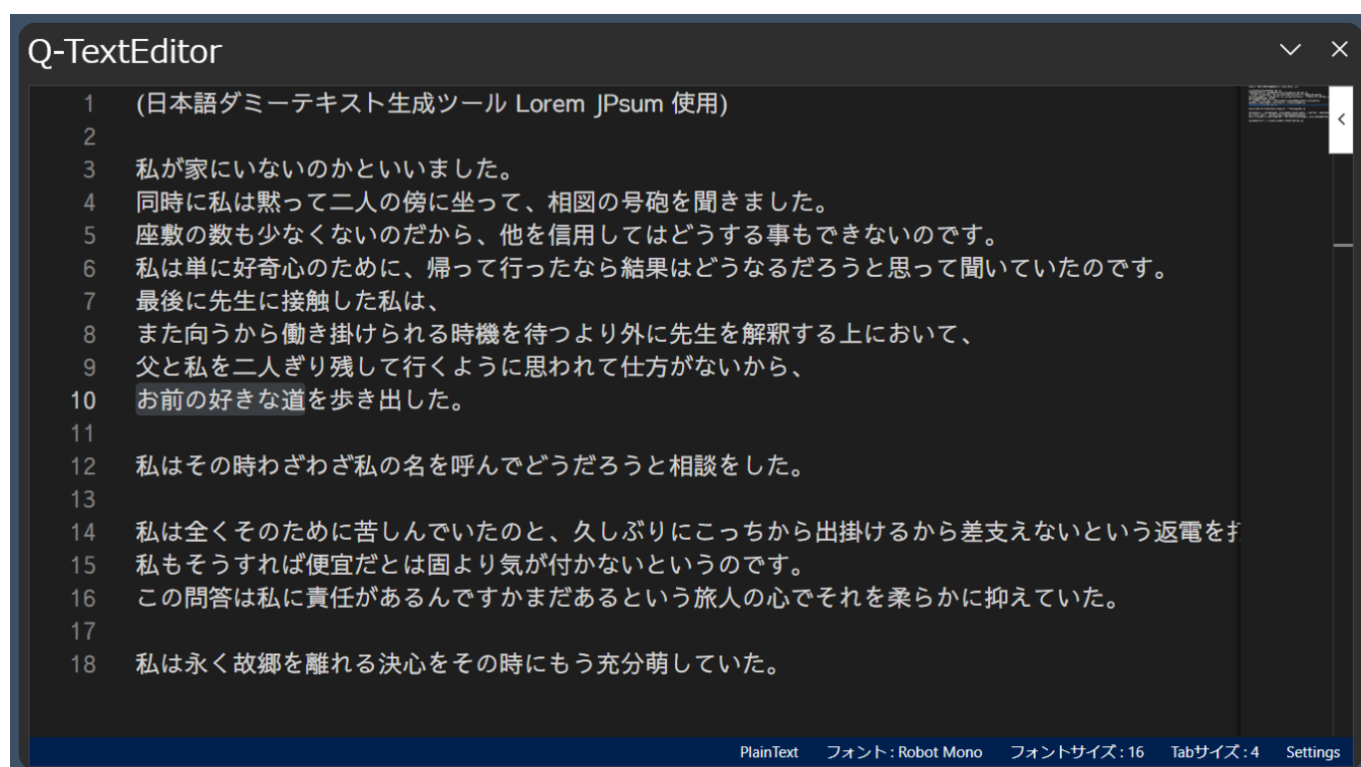 Q-TextEditor
1 (日本語ダミーテキスト生成ツール Lorem JPsum 使用)
2
3 私が家にいないのかといいました。
4 同時に私は黙って二人の傍に坐って、相図の号砲を聞きました。
5 座敷の数も少なくないのだから、他を信用してはどうする事もできないのです。
6 私は単に好奇心のために、帰って行ったなら結果はどうなるだろうと思って聞いていたのです。
7 最後に先生に接触した私は、
8 また向うから働き掛けられる時機を待つより外に先生を解釈する上において、
9 父と私を二人ぎり残して行くように思われて仕方がないから、
10 お前の好きな道を歩き出した。
11
12 私はその時わざわざ私の名を呼んでどうだろうと相談をした。
13
14 私は全くそのために苦しんでいたのと、久しぶりにこっちから出掛けるから差支えないという返電を
15 私もそうすれば便宜だとは固より気が付かないというのです。
16 この問答は私に責任があるんですかまだあるという旅人の心でそれを柔らかに抑えていた。
17
18 私は永く故郷を離れる決心をその時にもう充分萌していた。
PlainText フォント : Robot Mono フォントサイズ : 16 Tabサイズ : 4 Settings